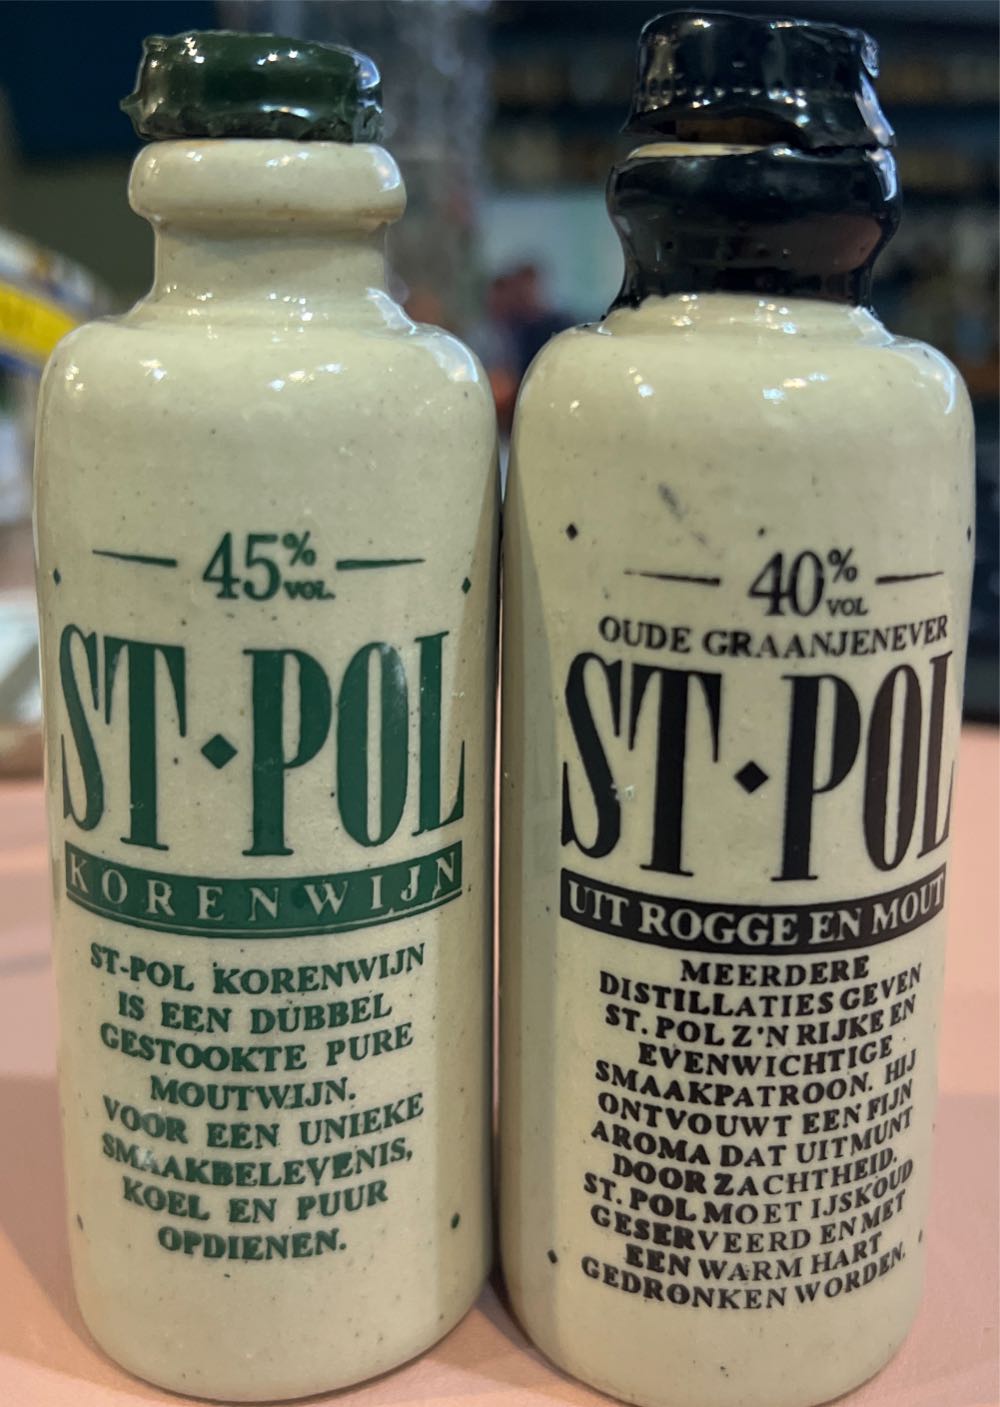 45% VOL.
ST·POL
KORENWIJN
ST-POL KORENWIJN
IS EEN DUBBEL
GESTOOKTE PURE
MOUTWIJN.
VOOR EEN UNIEKE
SMAAKBELEVENIS,
KOEL EN PUUR
OPDIENEN.
40% VOL
OUDE GRAANJENEVER
ST·POL
UIT ROGGE EN MOUT
MEERDERE
DISTILLATIES GEVEN
ST. POL Z'N RIJKE EN
EVENWICHTIGE
SMAAKPATROON. HIJ
ONTVOUWT EEN FIJN
AROMA DAT UITMUNT
DOOR ZACHTHEID.
ST. POL MOET IJSKOUD
GESERVEERD EN MET
EEN WARM HART
GEDRONKEN WORDEN.